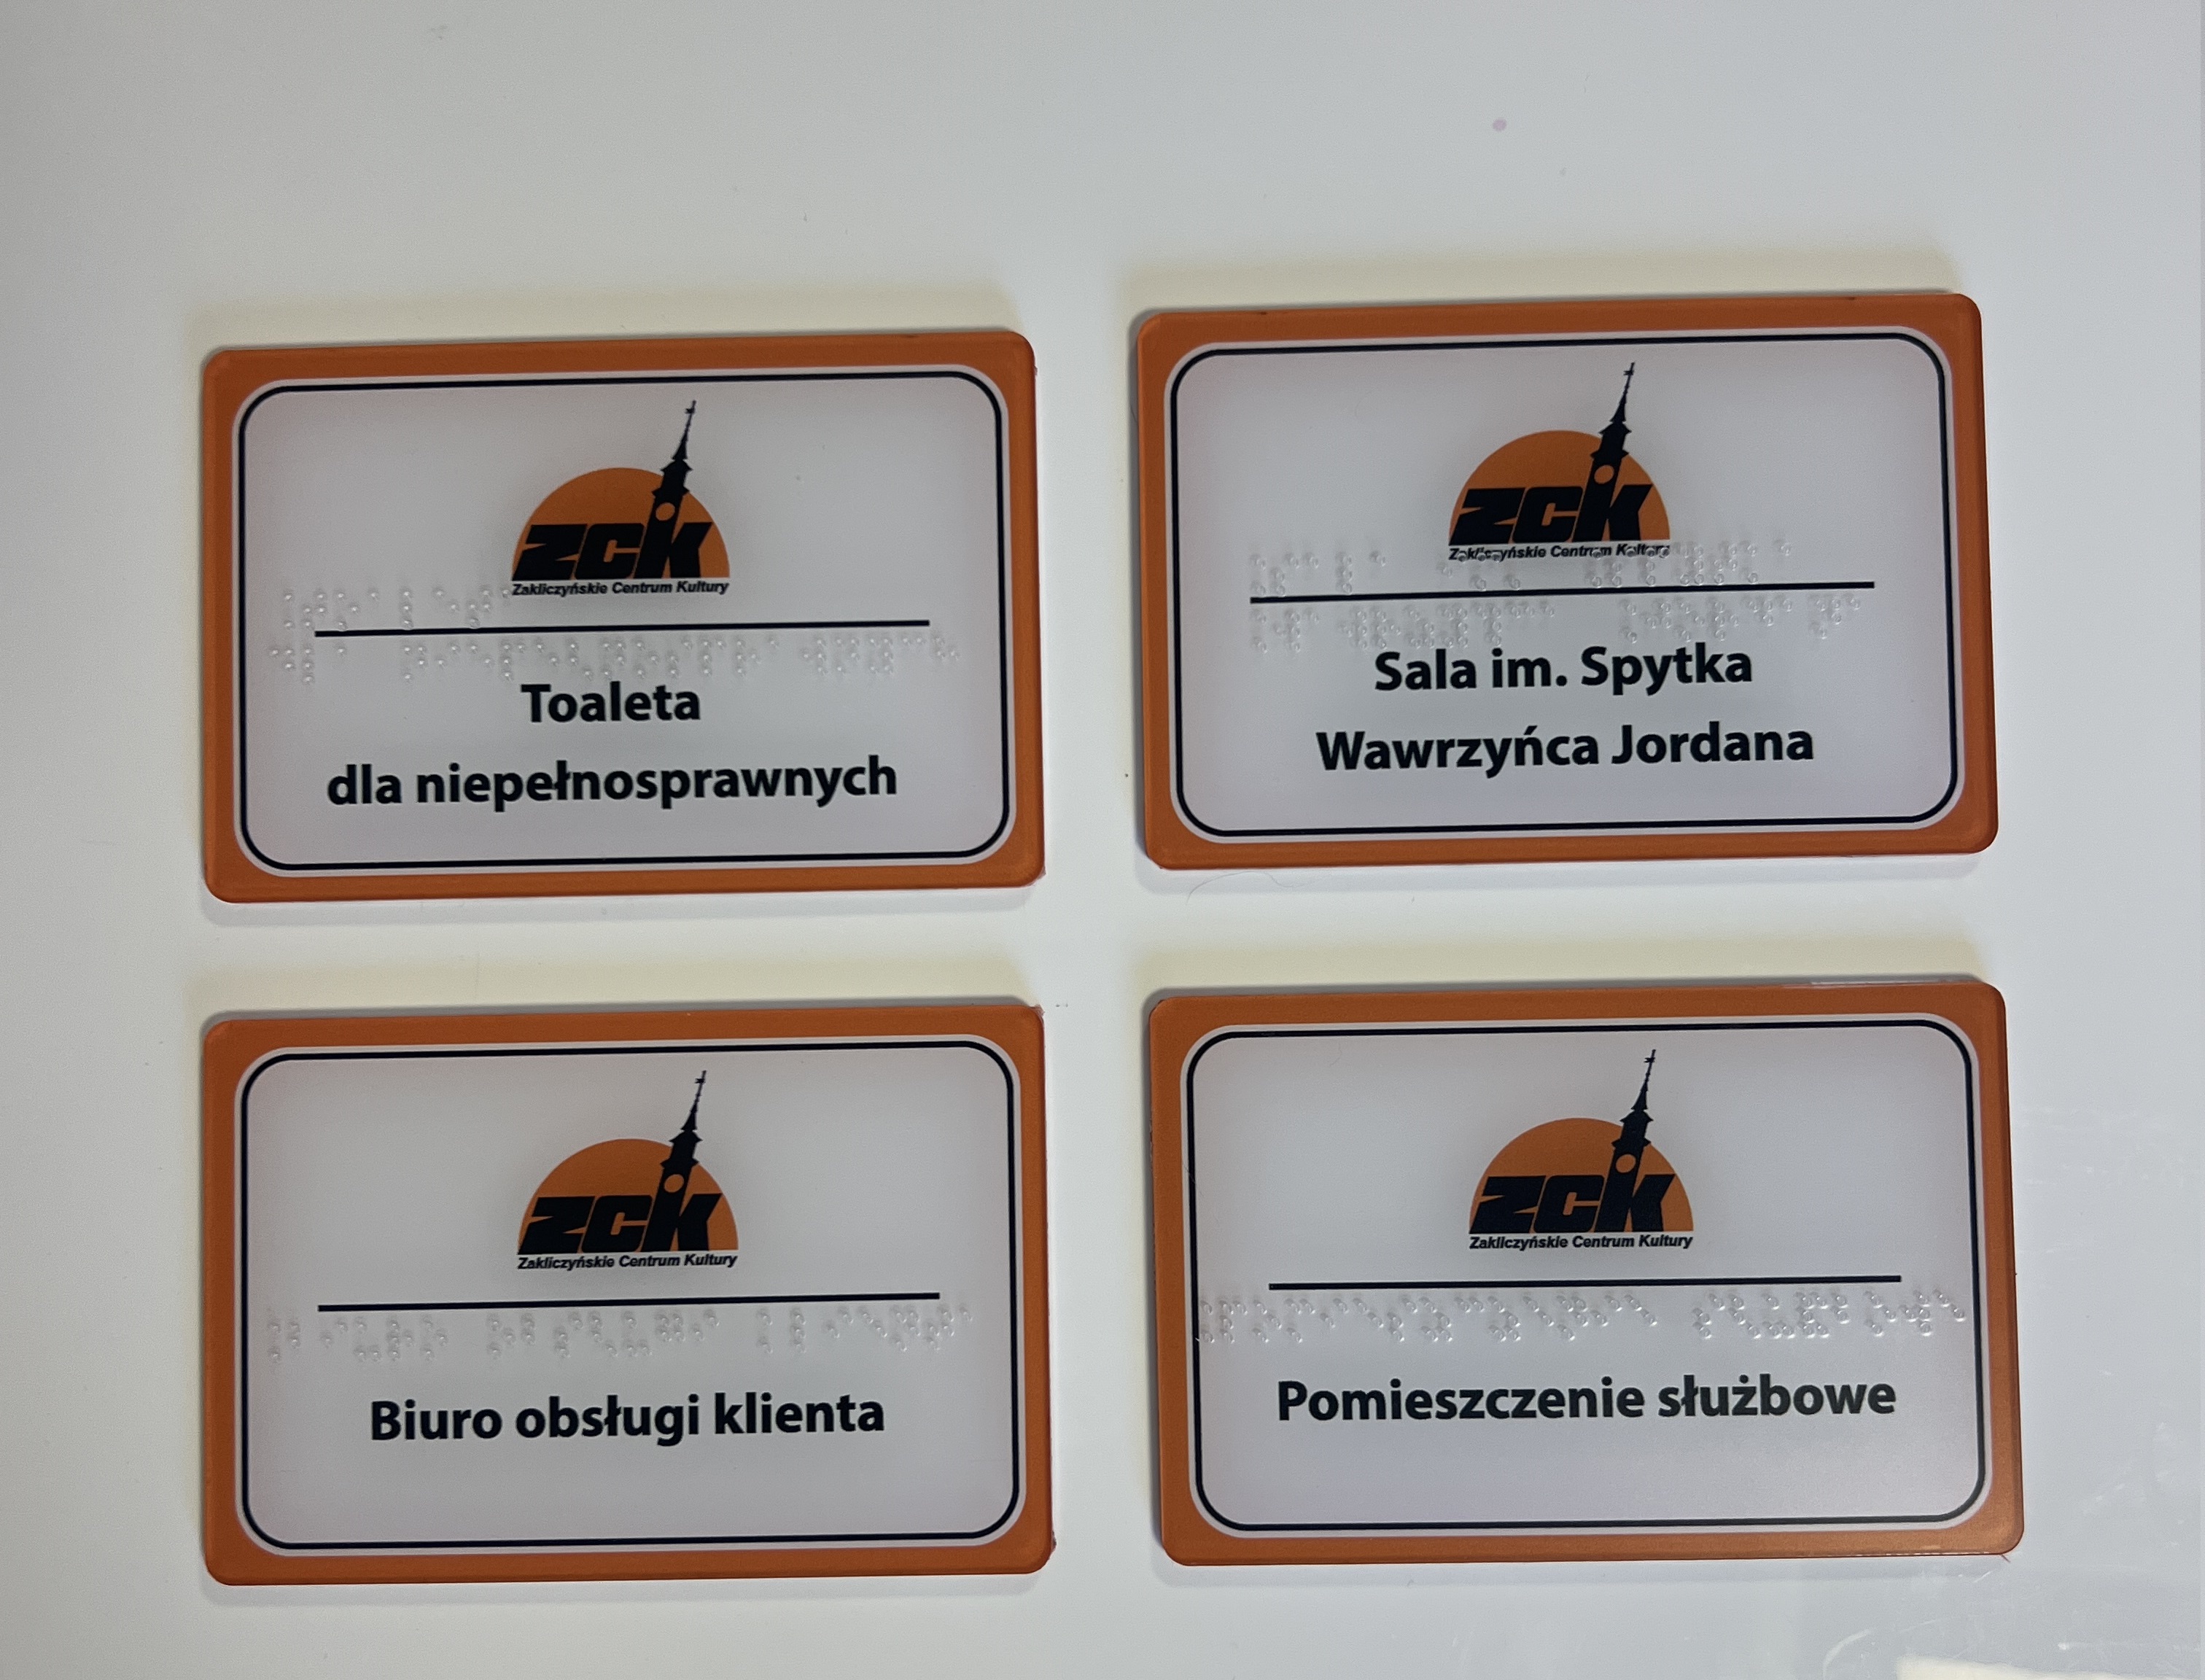 ZCK
Zakliczyńskie Centrum Kultury
Toaleta
dla niepełnosprawnych
ZCK
Zakliczyńskie Centrum Kultury
Sala im. Spytka
Wawrzyńca Jordana
ZCK
Zakliczyńskie Centrum Kultury
Biuro obsługi klienta
ZCK
Zakliczyńskie Centrum Kultury
Pomieszczenie służbowe